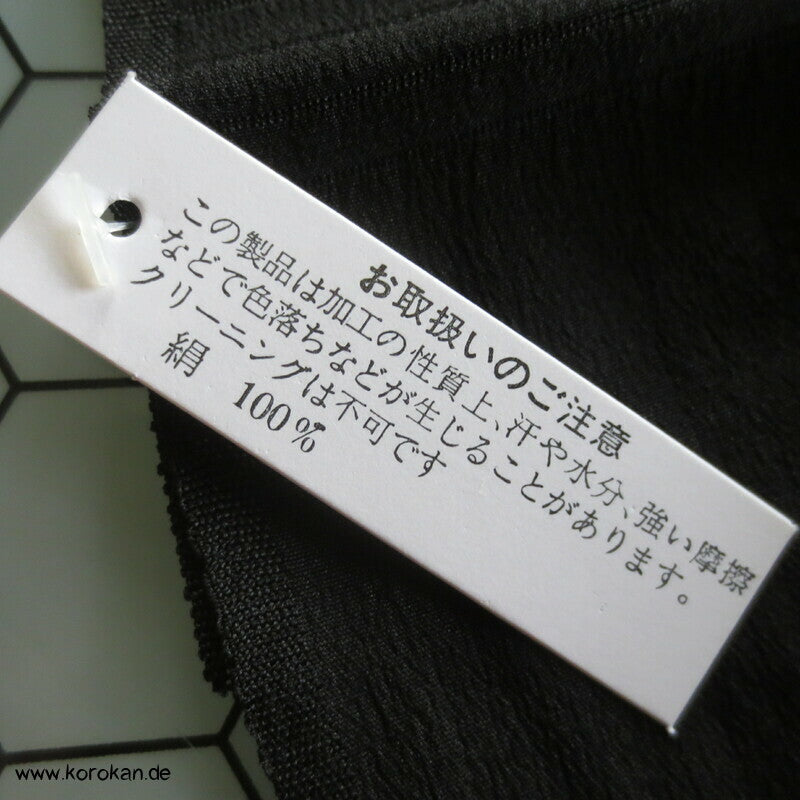 お取扱いのご注意
この製品は加工の性質上、汗や水分、強い摩擦
などで色落ちなどが生じることがあります。
クリーニングは不可です
絹 100%
www.korokan.de